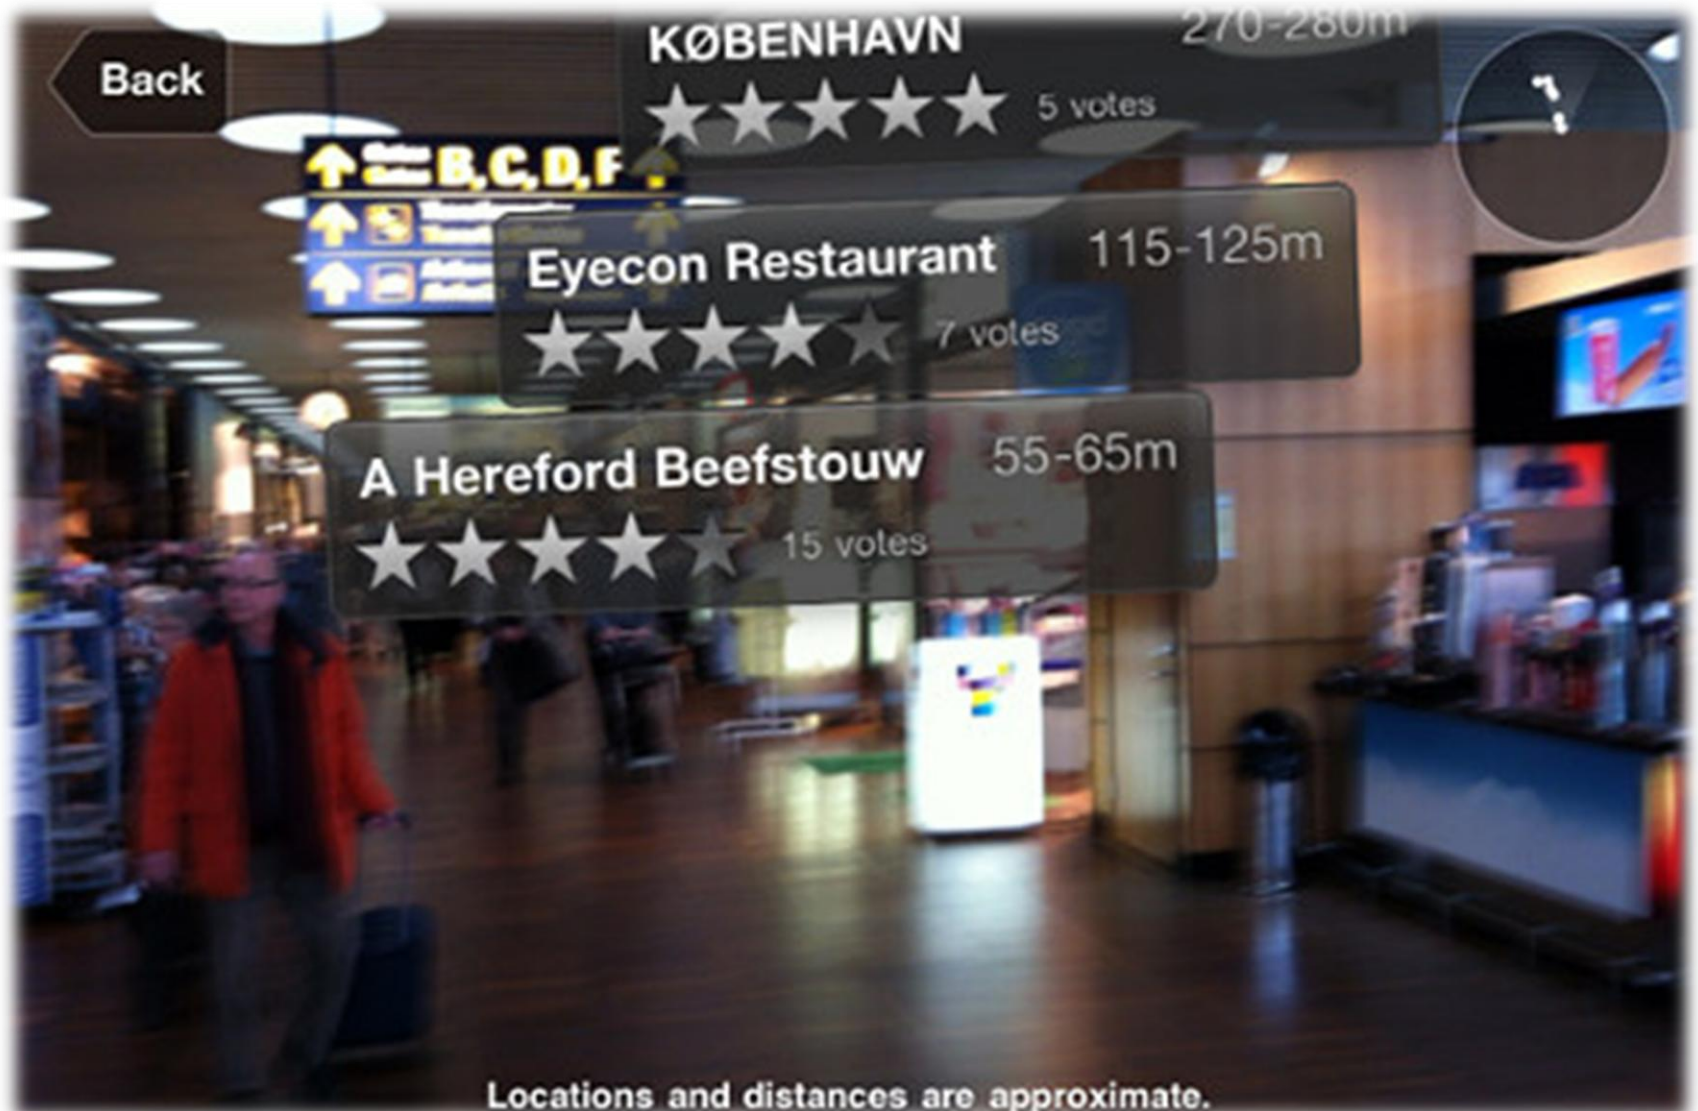 Back
KØBENHAVN 270-280m
5 votes
B,C,D,F
Eyecon Restaurant 115-125m
7 votes
A Hereford Beefstouw 55-65m
15 votes
Locations and distances are approximate.